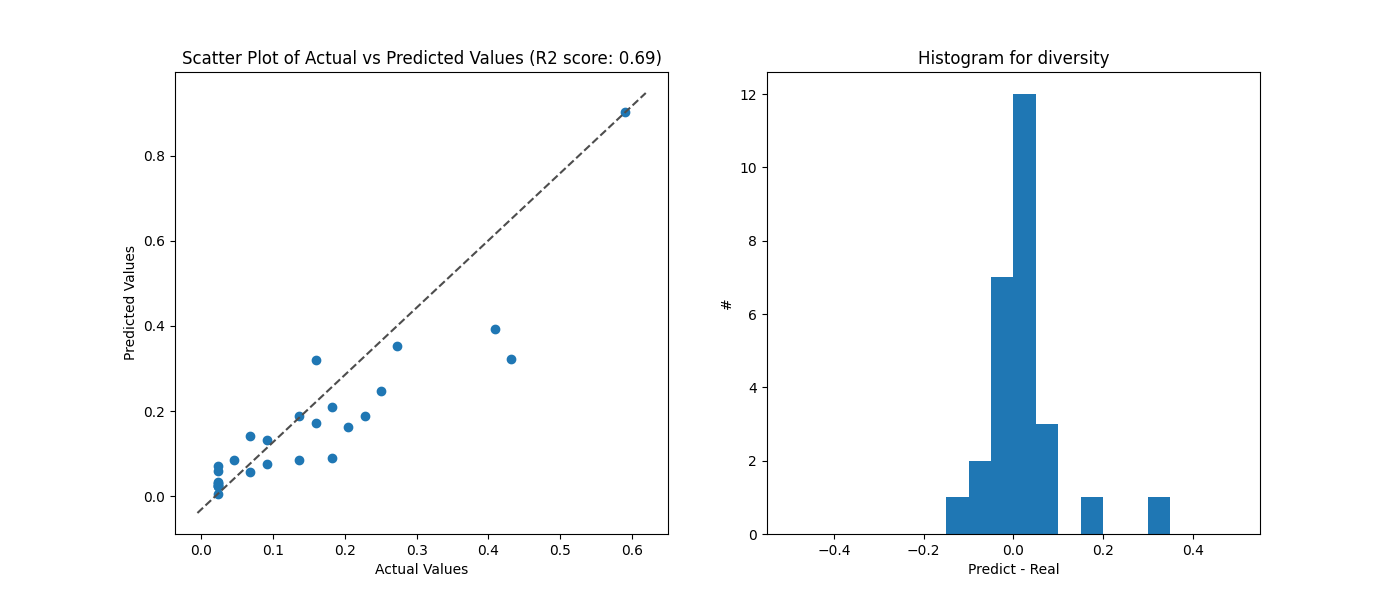 Scatter Plot of Actual vs Predicted Values (R2 score: 0.69)
Predicted Values
0.8
0.6
0.4
0.2
0.0
0.0 0.1 0.2 0.3 0.4 0.5 0.6
Actual Values
Histogram for diversity
#
12
10
8
6
4
2
0
−0.4 −0.2 0.0 0.2 0.4
Predict - Real